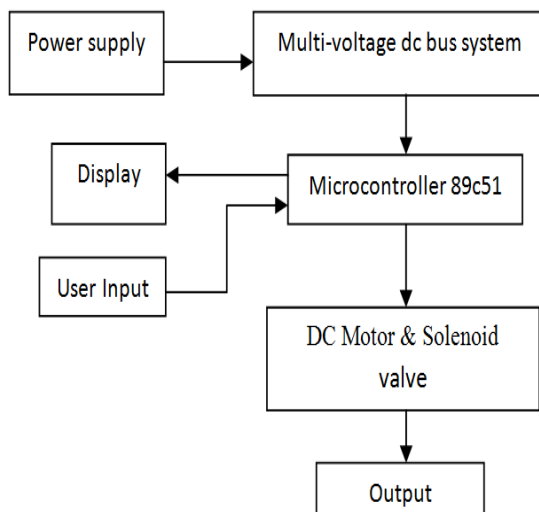 Power supply
Multi-voltage dc bus system
Display
Microcontroller 89c51
User Input
DC Motor & Solenoid
valve
Output